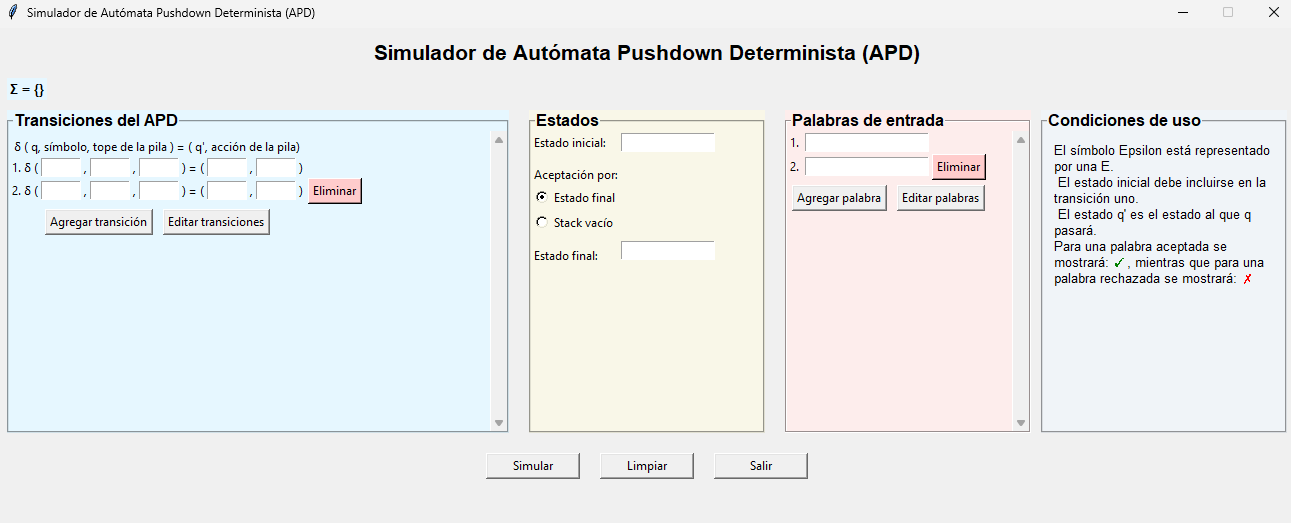 Simulador de Autómata Pushdown Determinista (APD)
Simulador de Autómata Pushdown Determinista (APD)
Σ = {}
Transiciones del APD
δ ( q, símbolo, tope de la pila ) = ( q', acción de la pila)
1. δ ( , , ) = ( , )
2. δ ( , , ) = ( , ) Eliminar
Agregar transición Editar transiciones
Estados
Estado inicial:
Aceptación por:
Estado final
Stack vacío
Estado final:
Palabras de entrada
1.
2. Eliminar
Agregar palabra Editar palabras
Condiciones de uso
El símbolo Epsilon está representado
por una E.
El estado inicial debe incluirse en la
transición uno.
El estado q' es el estado al que q
pasará.
Para una palabra aceptada se
mostrará: ✓, mientras que para una
palabra rechazada se mostrará: ✗
Simular Limpiar Salir